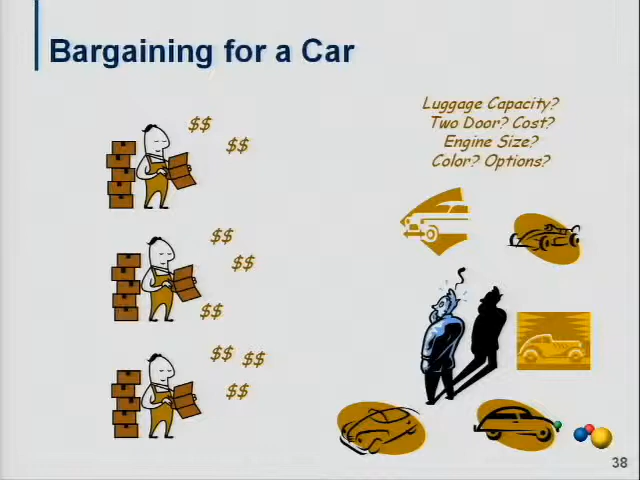 Bargaining for a Car
$$
$$
Luggage Capacity?
Two Door? Cost?
Engine Size?
Color? Options?
$$
$$
$$
$$ $$
$$
38